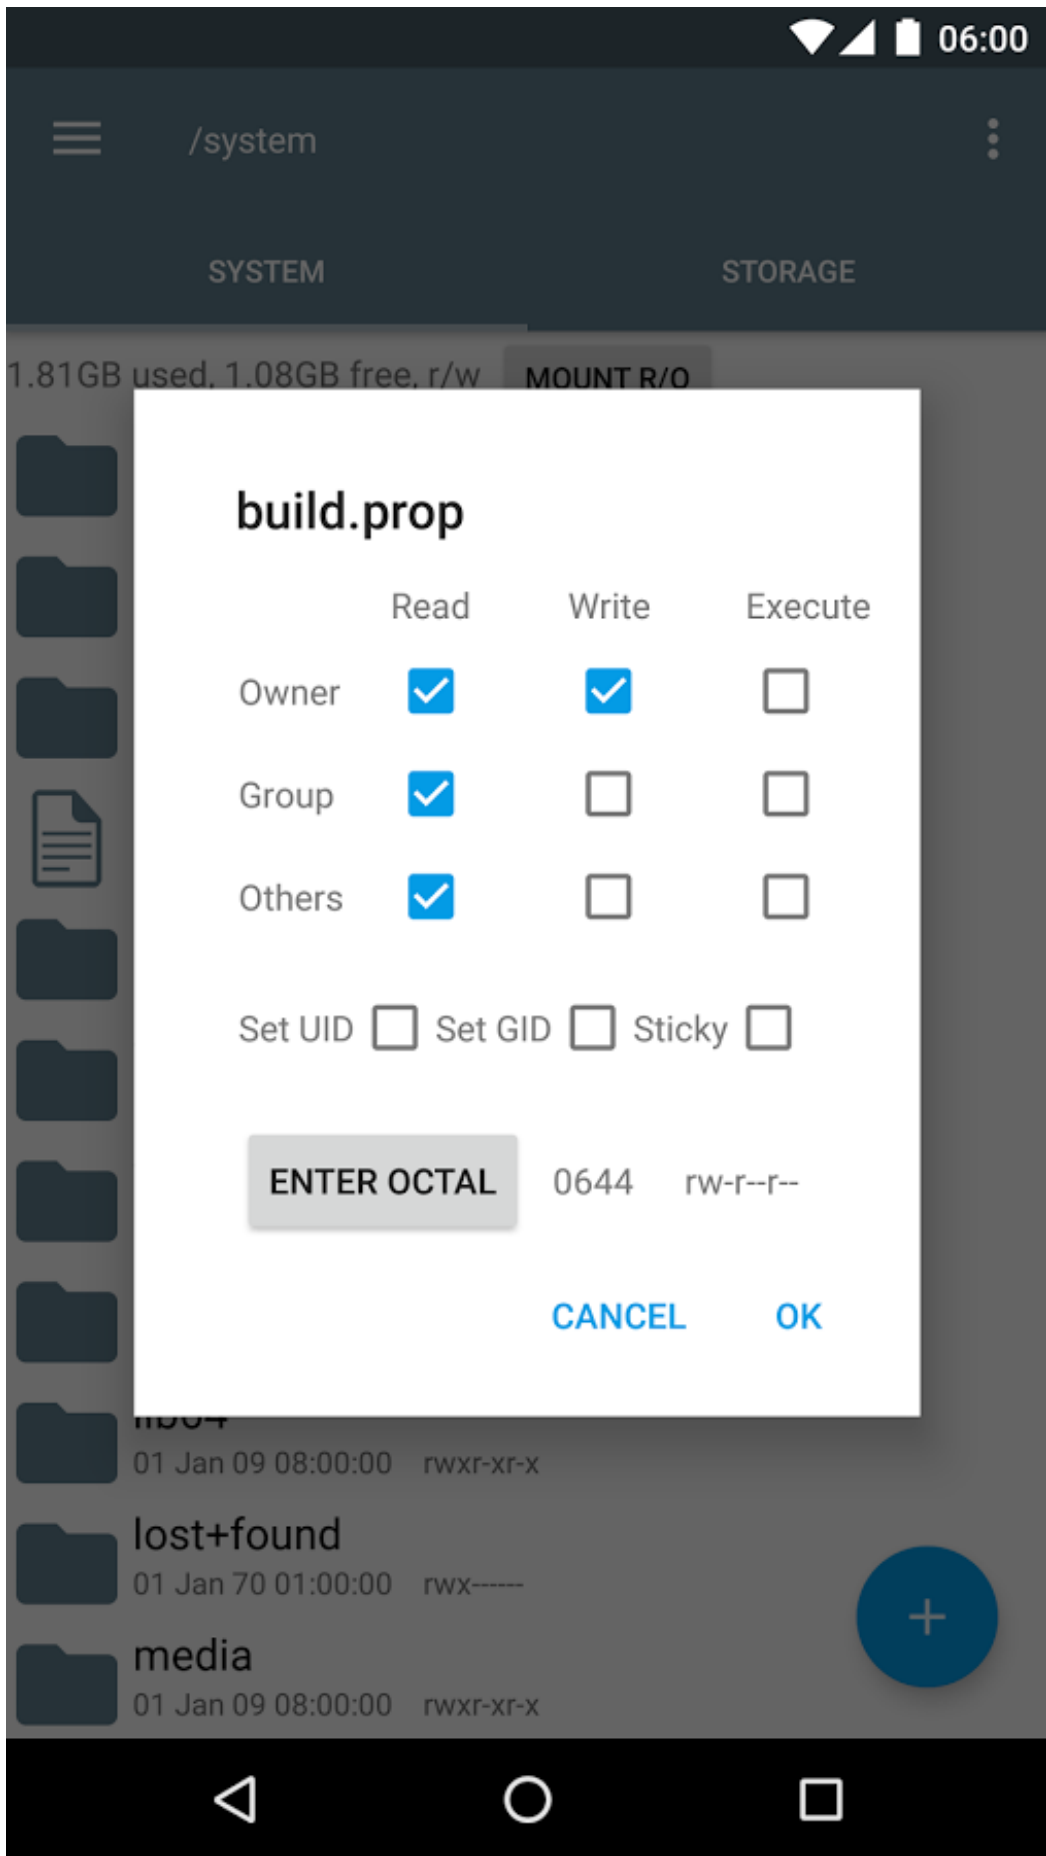 06:00
/system
SYSTEM STORAGE
1.81GB used, 1.08GB free, r/w MOUNT R/O
build.prop
Read Write Execute
Owner
Group
Others
Set UID Set GID Sticky
ENTER OCTAL 0644 rw-r--r--
CANCEL OK
lib64
01 Jan 09 08:00:00 rwxr-xr-x
lost+found
01 Jan 70 01:00:00 rwx------
media
01 Jan 09 08:00:00 rwxr-xr-x